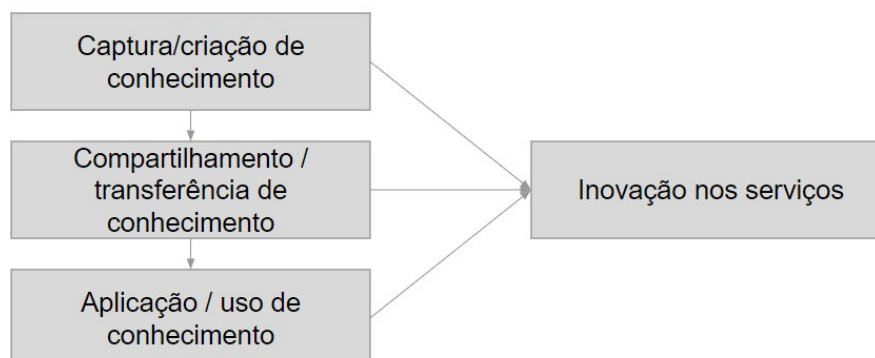 Captura/criação de
conhecimento
Compartilhamento /
transferência de
conhecimento
Inovação nos serviços
Aplicação / uso de
conhecimento